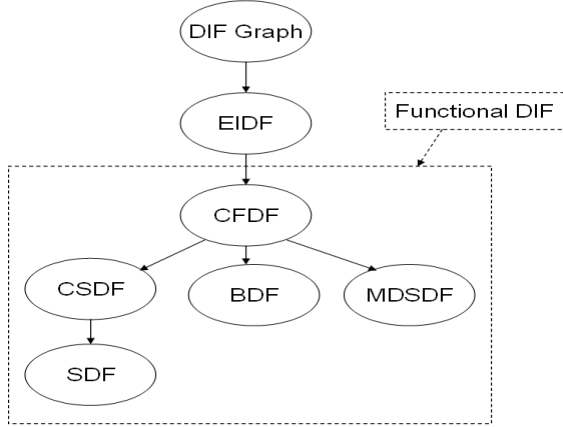 DIF Graph
EIDF
Functional DIF
CFDF
CSDF
BDF
MDSDF
SDF